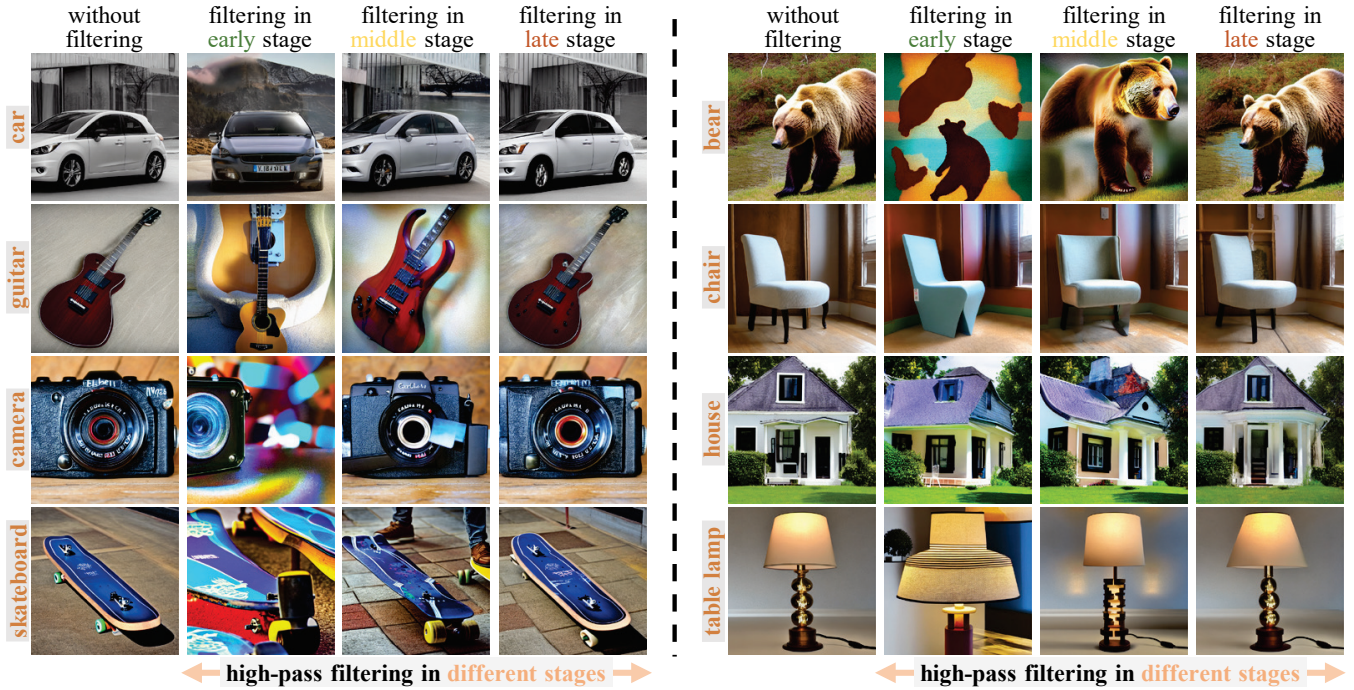 without
filtering
filtering in
early stage
filtering in
middle stage
filtering in
late stage
car
guitar
camera
skateboard
high-pass filtering in different stages
without
filtering
filtering in
early stage
filtering in
middle stage
filtering in
late stage
bear
chair
house
table lamp
high-pass filtering in different stages